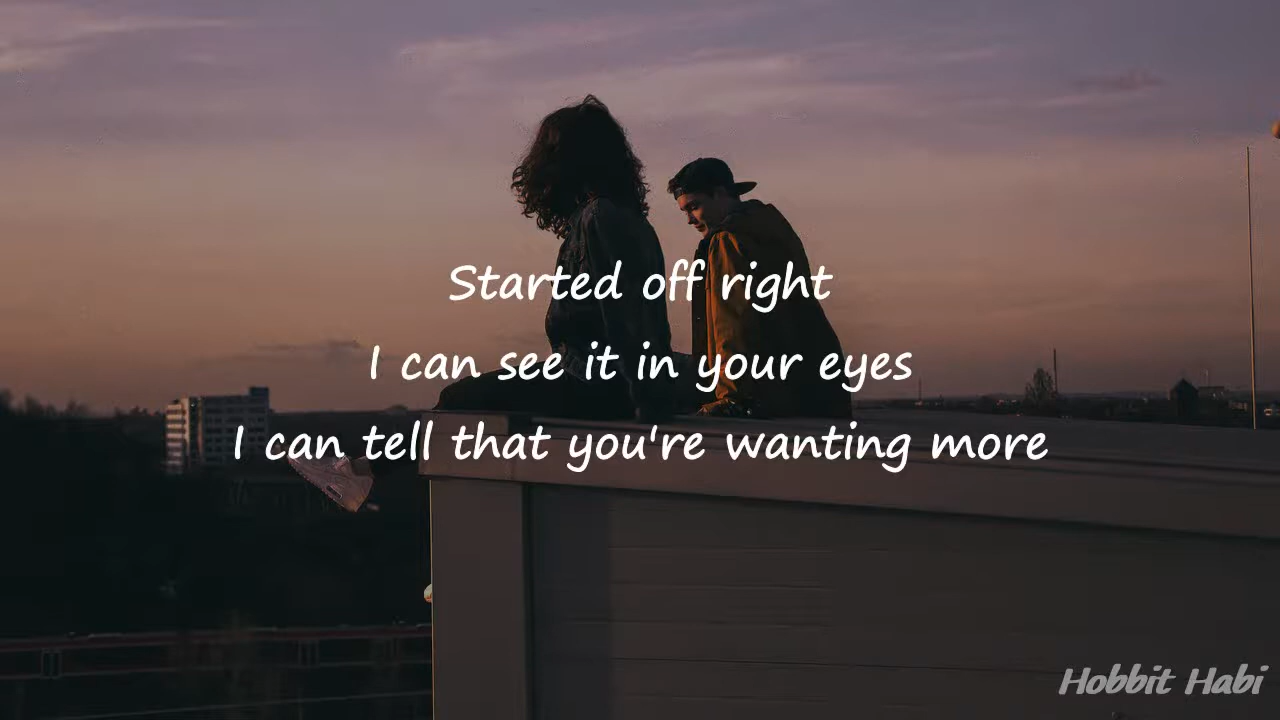 Started off right
I can see it in your eyes
I can tell that you're wanting more
Hobbit Habi